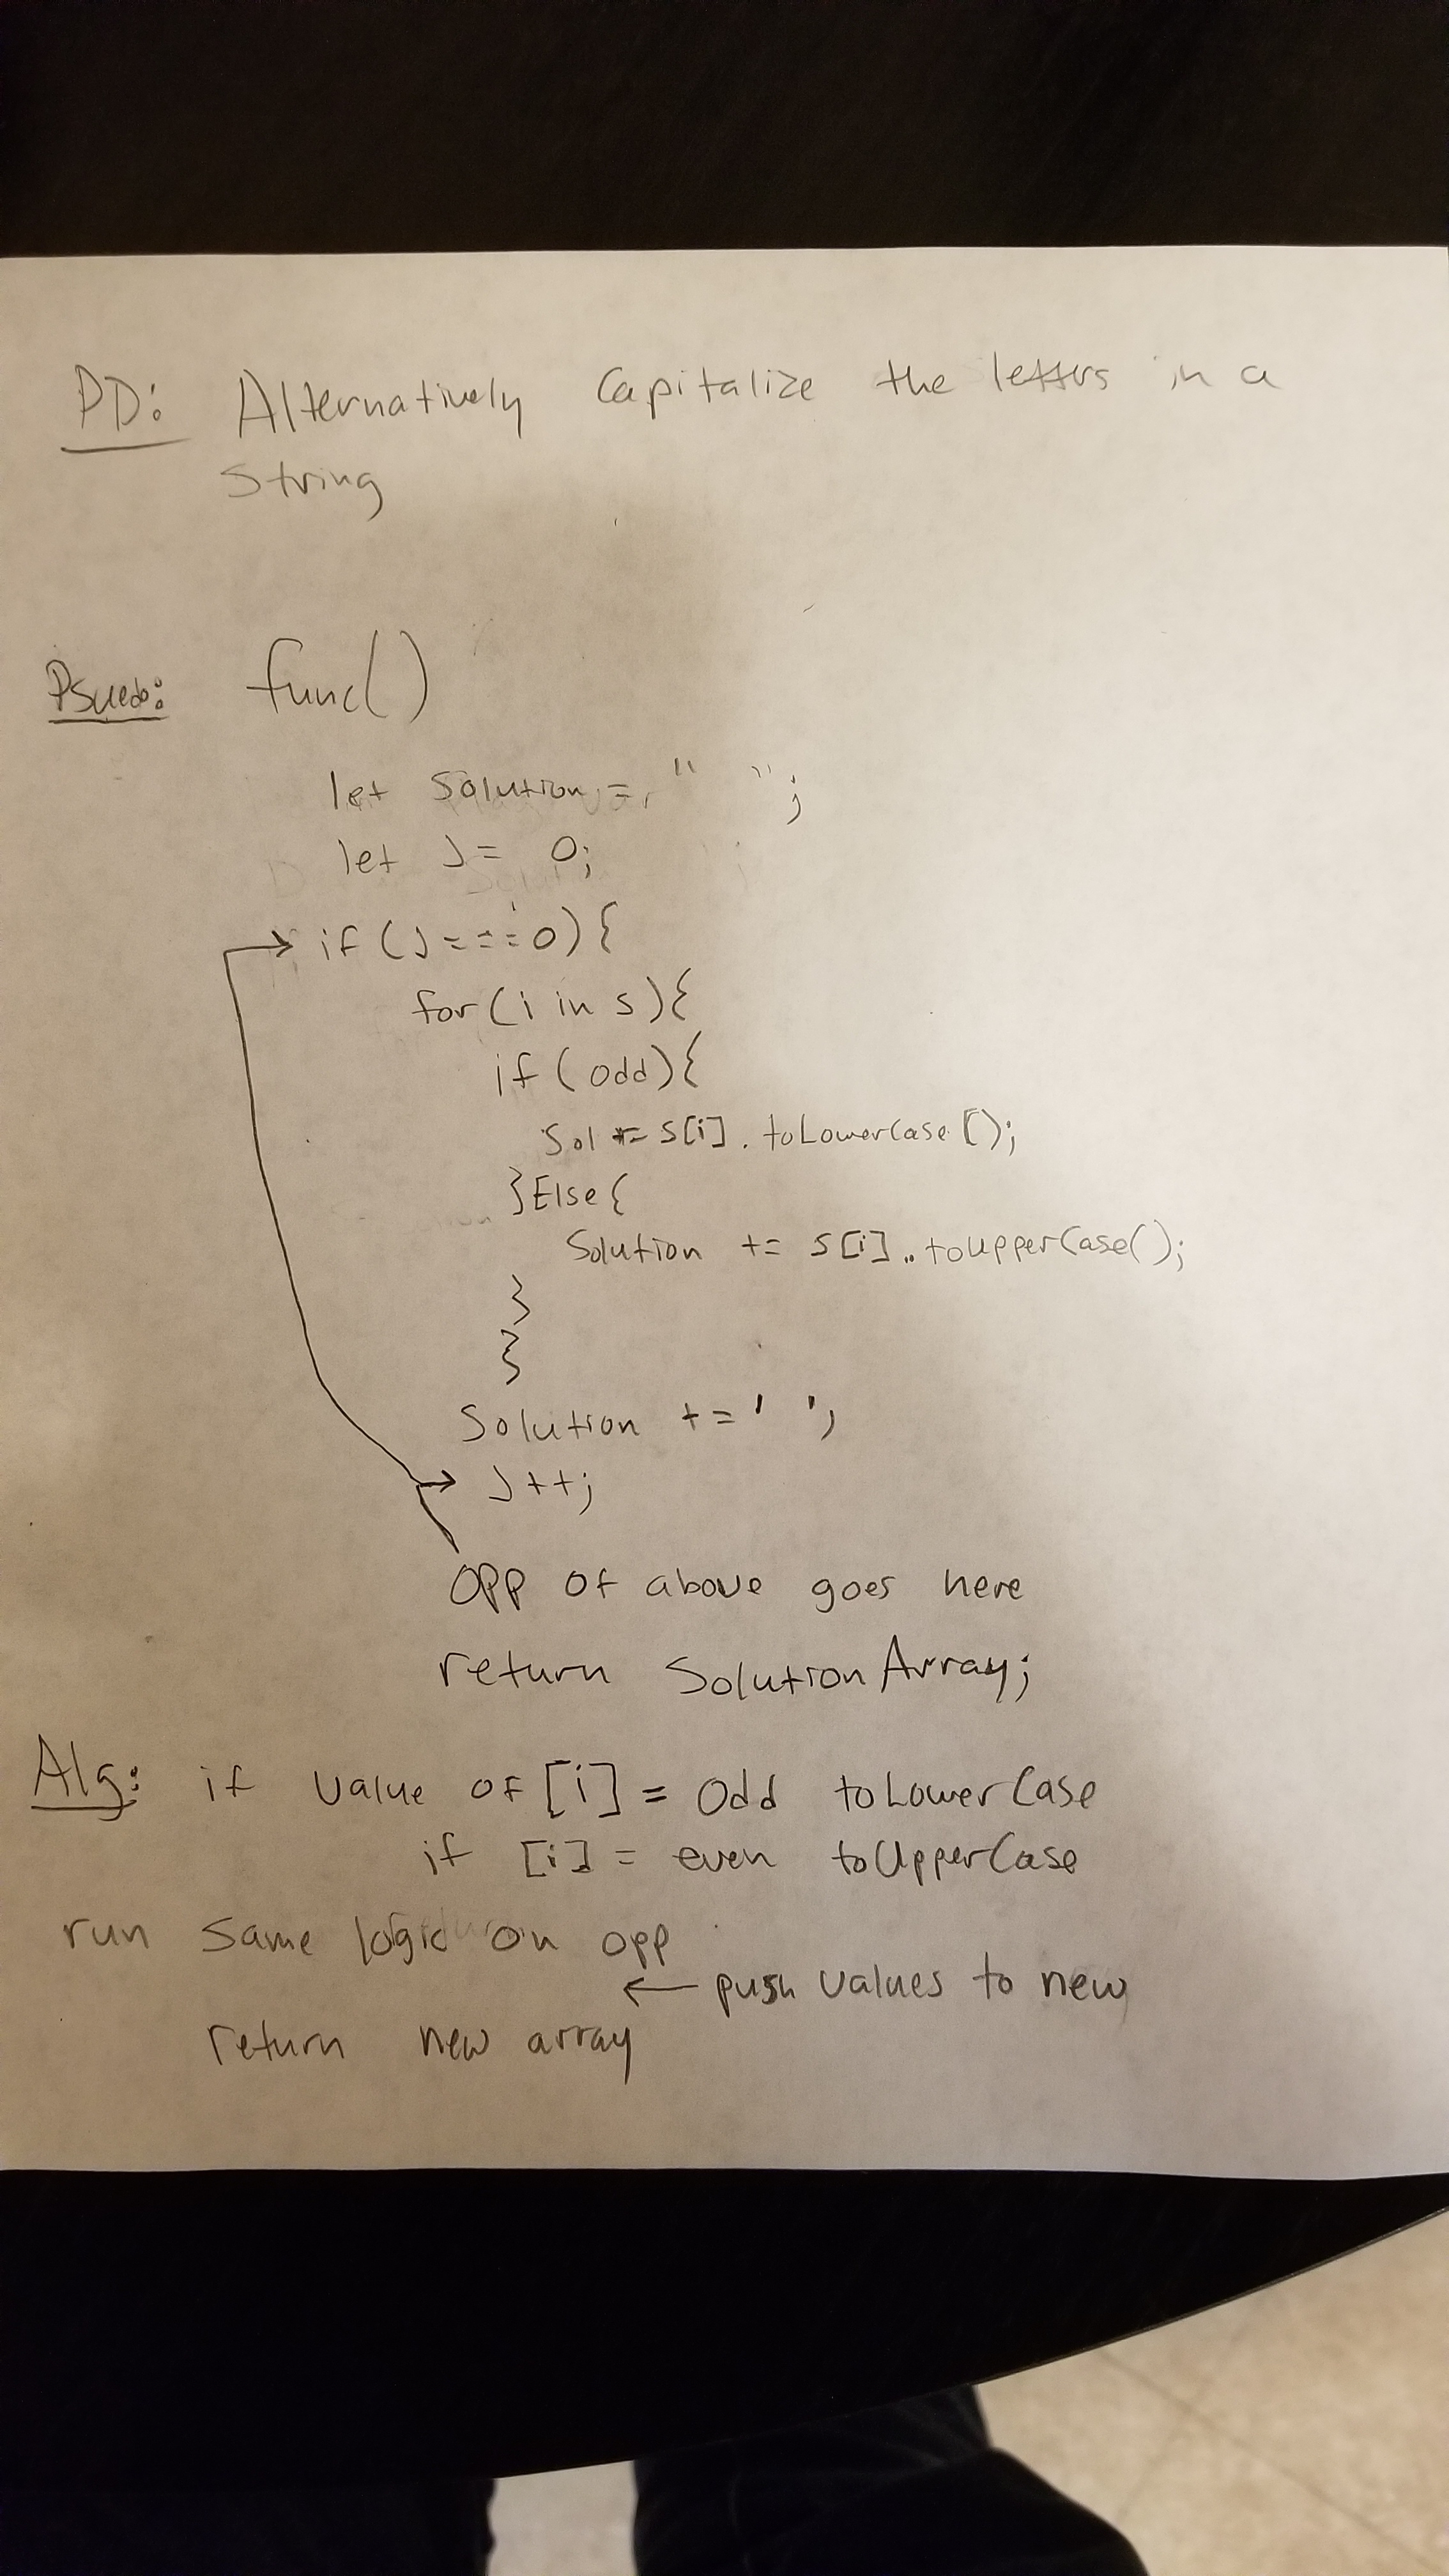 PD: Alternatively Capitalize the letters in a
String
Psuedo: func()
let Solution = " ";
let J = 0;
if (J === 0) {
for (i in s) {
if (odd) {
Sol += s[i]. toLowerCase();
} Else {
Solution += s[i]..toUpperCase();
}
}
Solution += ' ';
J++;
Opp of above goes here
return SolutionArray;
Alg: if value of [i] = Odd toLowerCase
if [i] = even toUpperCase
run same logic on opp
← push values to new
return new array